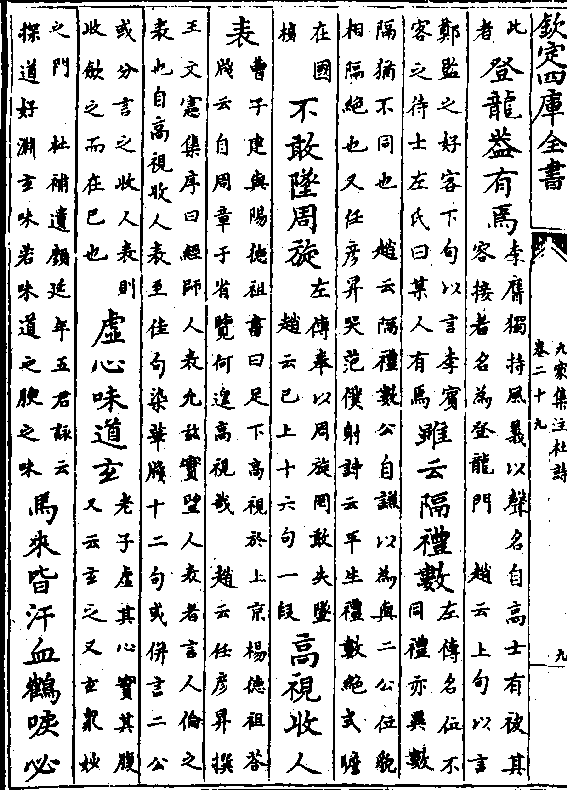 欽定四庫全書
九家集注杜詩
卷二十九
九
此
者
登龍蓋有焉
李膺獨持風義以聲名自高士有被其
容接者名為登龍門　趙云上句以言
鄭監之好客下句以言李賓
客之待士左氏曰某人有焉
雖云隔禮數
左傳名位不
同禮亦異數
隔猶不同也　趙云隔禮數公自謙以為與二公位貌
相隔絶也又任彥昇哭范僕射詩云平生禮數絶式瞻
在國
楨
不敢墜周旋
左傳奉以周旋罔敢失墜
趙云已上十六句一段
高視收人
表
曹子建與陽徳祖書曰足下高視於上京楊徳祖荅
牋云自周章于省覽何遑高視哉　趙云任彥昇撰
王文憲集序曰經師人表允玆實望人表者言人倫之
表也自高視收人表至佳句染華牋十二句或併言二公
或分言之收人表則
收斂之而在已也
虛心味道玄
老子虛其心實其腹
又云玄之又玄衆妙
之門　杜補遺顔延年五君詠云
探道好淵玄味若味道之腴之味
馬來皆汗血鶴唳必